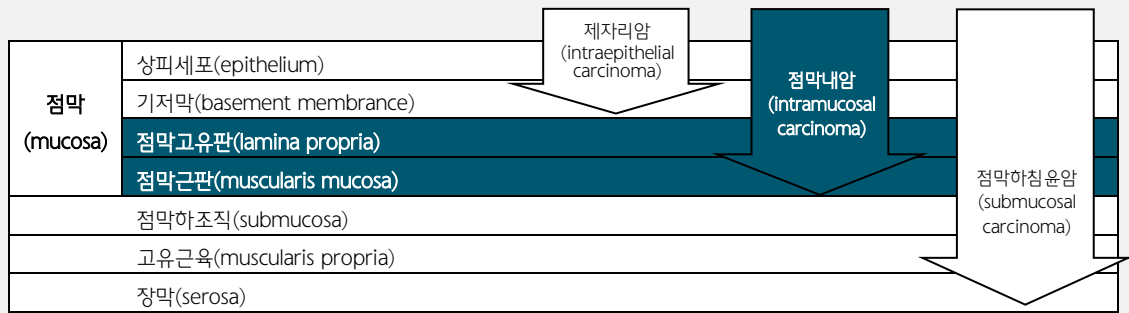 제자리암
(intraepithelial
carcinoma)
점막내암
(intramucosal
carcinoma)
점막하침윤암
(submucosal
carcinoma)
점막
(mucosa)
상피세포(epithelium)
기저막(basement membrance)
점막고유판(lamina propria)
점막근판(muscularis mucosa)
점막하조직(submucosa)
고유근육(muscularis propria)
장막(serosa)